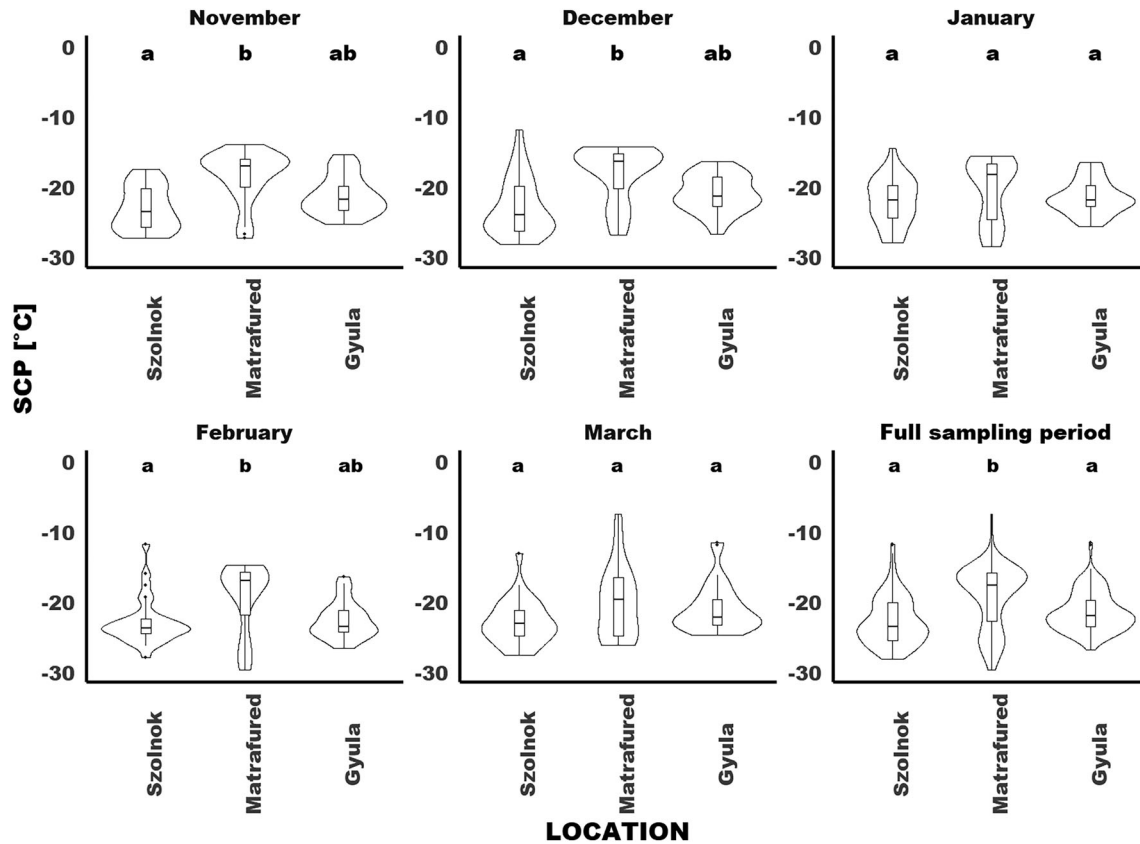 November December January
0 0 0
a b ab a b ab a a a
-10 -10 -10
-20 -20 -20
-30 -30 -30
Szolnok Matrafured Gyula Szolnok Matrafured Gyula Szolnok Matrafured Gyula
SCP [°C]
February March Full sampling period
0 0 0
a b ab a a a a b a
-10 -10 -10
-20 -20 -20
-30 -30 -30
Szolnok Matrafured Gyula Szolnok Matrafured Gyula Szolnok Matrafured Gyula
LOCATION